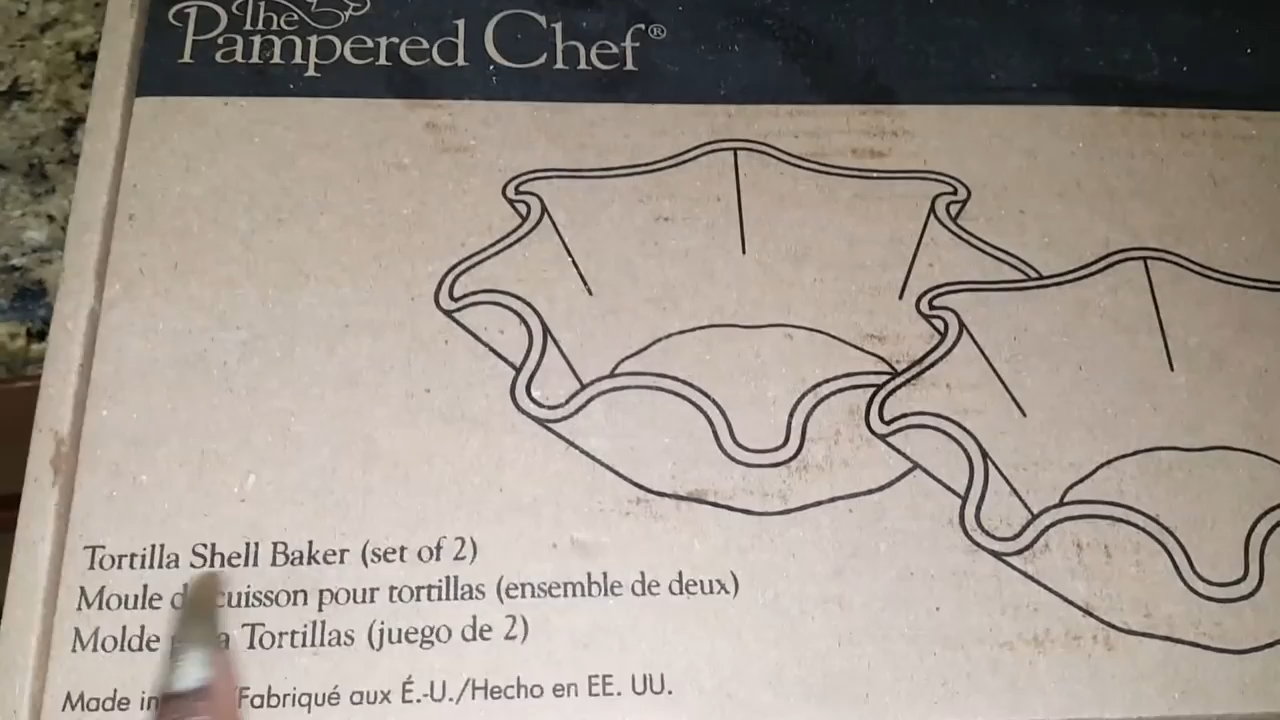 The
Pampered Chef®
Tortilla Shell Baker (set of 2)
Moule cuisson pour tortillas (ensemble de deux)
Molde Tortillas (juego de 2)
Made in /Fabriqué aux É.-U./Hecho en EE. UU.